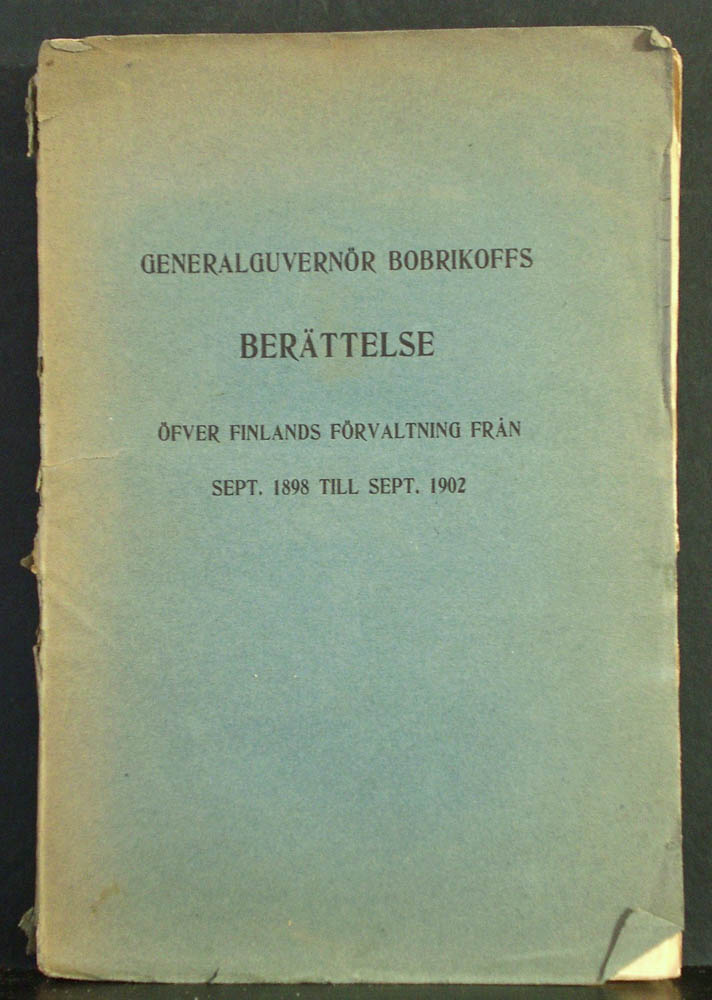 GENERALGUVERNÖR BOBRIKOFFS
BERÄTTELSE
ÖFVER FINLANDS FÖRVALTNING FRÅN
SEPT. 1898 TILL SEPT. 1902